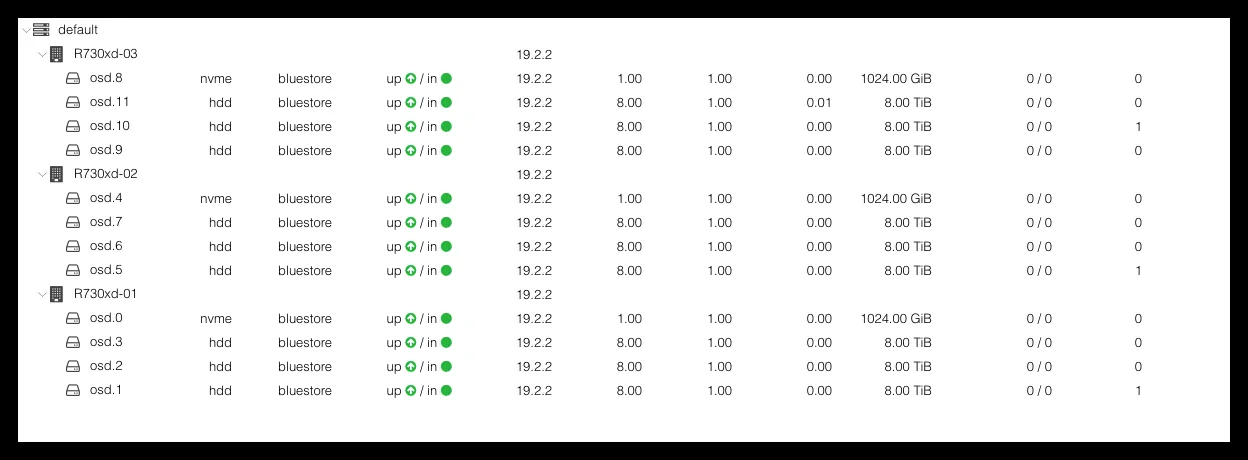 default
R730xd-03 19.2.2
osd.8 nvme bluestore up / in 19.2.2 1.00 1.00 0.00 1024.00 GiB 0 / 0 0
osd.11 hdd bluestore up / in 19.2.2 8.00 1.00 0.01 8.00 TiB 0 / 0 0
osd.10 hdd bluestore up / in 19.2.2 8.00 1.00 0.00 8.00 TiB 0 / 0 1
osd.9 hdd bluestore up / in 19.2.2 8.00 1.00 0.00 8.00 TiB 0 / 0 0
R730xd-02 19.2.2
osd.4 nvme bluestore up / in 19.2.2 1.00 1.00 0.00 1024.00 GiB 0 / 0 0
osd.7 hdd bluestore up / in 19.2.2 8.00 1.00 0.00 8.00 TiB 0 / 0 0
osd.6 hdd bluestore up / in 19.2.2 8.00 1.00 0.00 8.00 TiB 0 / 0 0
osd.5 hdd bluestore up / in 19.2.2 8.00 1.00 0.00 8.00 TiB 0 / 0 1
R730xd-01 19.2.2
osd.0 nvme bluestore up / in 19.2.2 1.00 1.00 0.00 1024.00 GiB 0 / 0 0
osd.3 hdd bluestore up / in 19.2.2 8.00 1.00 0.00 8.00 TiB 0 / 0 0
osd.2 hdd bluestore up / in 19.2.2 8.00 1.00 0.00 8.00 TiB 0 / 0 0
osd.1 hdd bluestore up / in 19.2.2 8.00 1.00 0.00 8.00 TiB 0 / 0 1